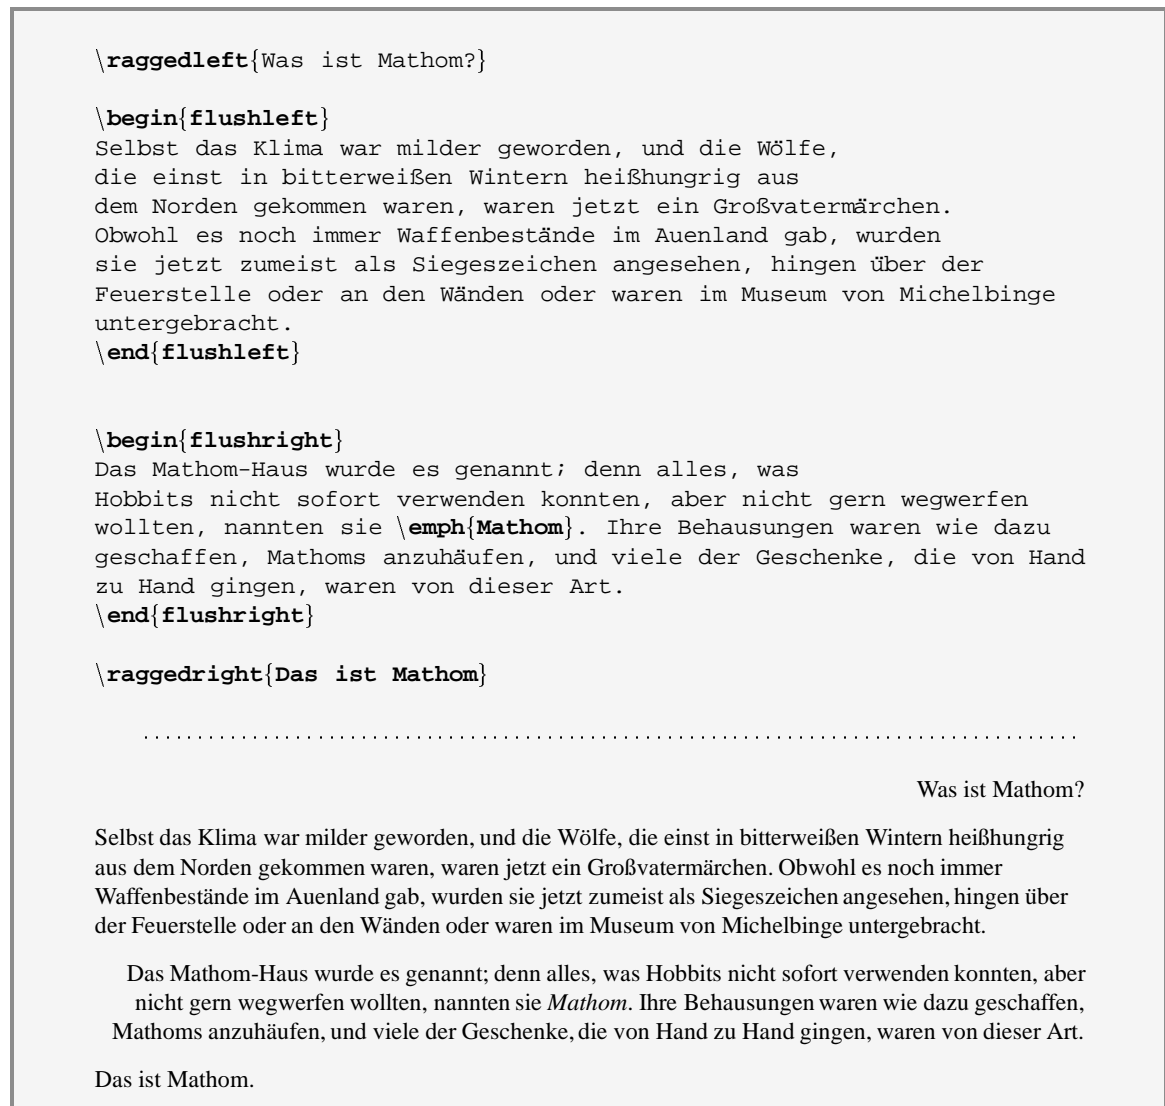 \raggedleft{Was ist Mathom?}
\begin{flushleft}
Selbst das Klima war milder geworden, und die Wölfe,
die einst in bitterweißen Wintern heißhungrig aus
dem Norden gekommen waren, waren jetzt ein Großvatermärchen.
Obwohl es noch immer Waffenbestände im Auenland gab, wurden
sie jetzt zumeist als Siegeszeichen angesehen, hingen über der
Feuerstelle oder an den Wänden oder waren im Museum von Michelbinge
untergebracht.
\end{flushleft}
\begin{flushright}
Das Mathom-Haus wurde es genannt; denn alles, was
Hobbits nicht sofort verwenden konnten, aber nicht gern wegwerfen
wollten, nannten sie \emph{Mathom}. Ihre Behausungen waren wie dazu
geschaffen, Mathoms anzuhäufen, und viele der Geschenke, die von Hand
zu Hand gingen, waren von dieser Art.
\end{flushright}
\raggedright{Das ist Mathom}
Was ist Mathom?
Selbst das Klima war milder geworden, und die Wölfe, die einst in bitterweißen Wintern heißhungrig
aus dem Norden gekommen waren, waren jetzt ein Großvatermärchen. Obwohl es noch immer
Waffenbestände im Auenland gab, wurden sie jetzt zumeist als Siegeszeichen angesehen, hingen über
der Feuerstelle oder an den Wänden oder waren im Museum von Michelbinge untergebracht.
Das Mathom-Haus wurde es genannt; denn alles, was Hobbits nicht sofort verwenden konnten, aber
nicht gern wegwerfen wollten, nannten sie Mathom. Ihre Behausungen waren wie dazu geschaffen,
Mathoms anzuhäufen, und viele der Geschenke, die von Hand zu Hand gingen, waren von dieser Art.
Das ist Mathom.